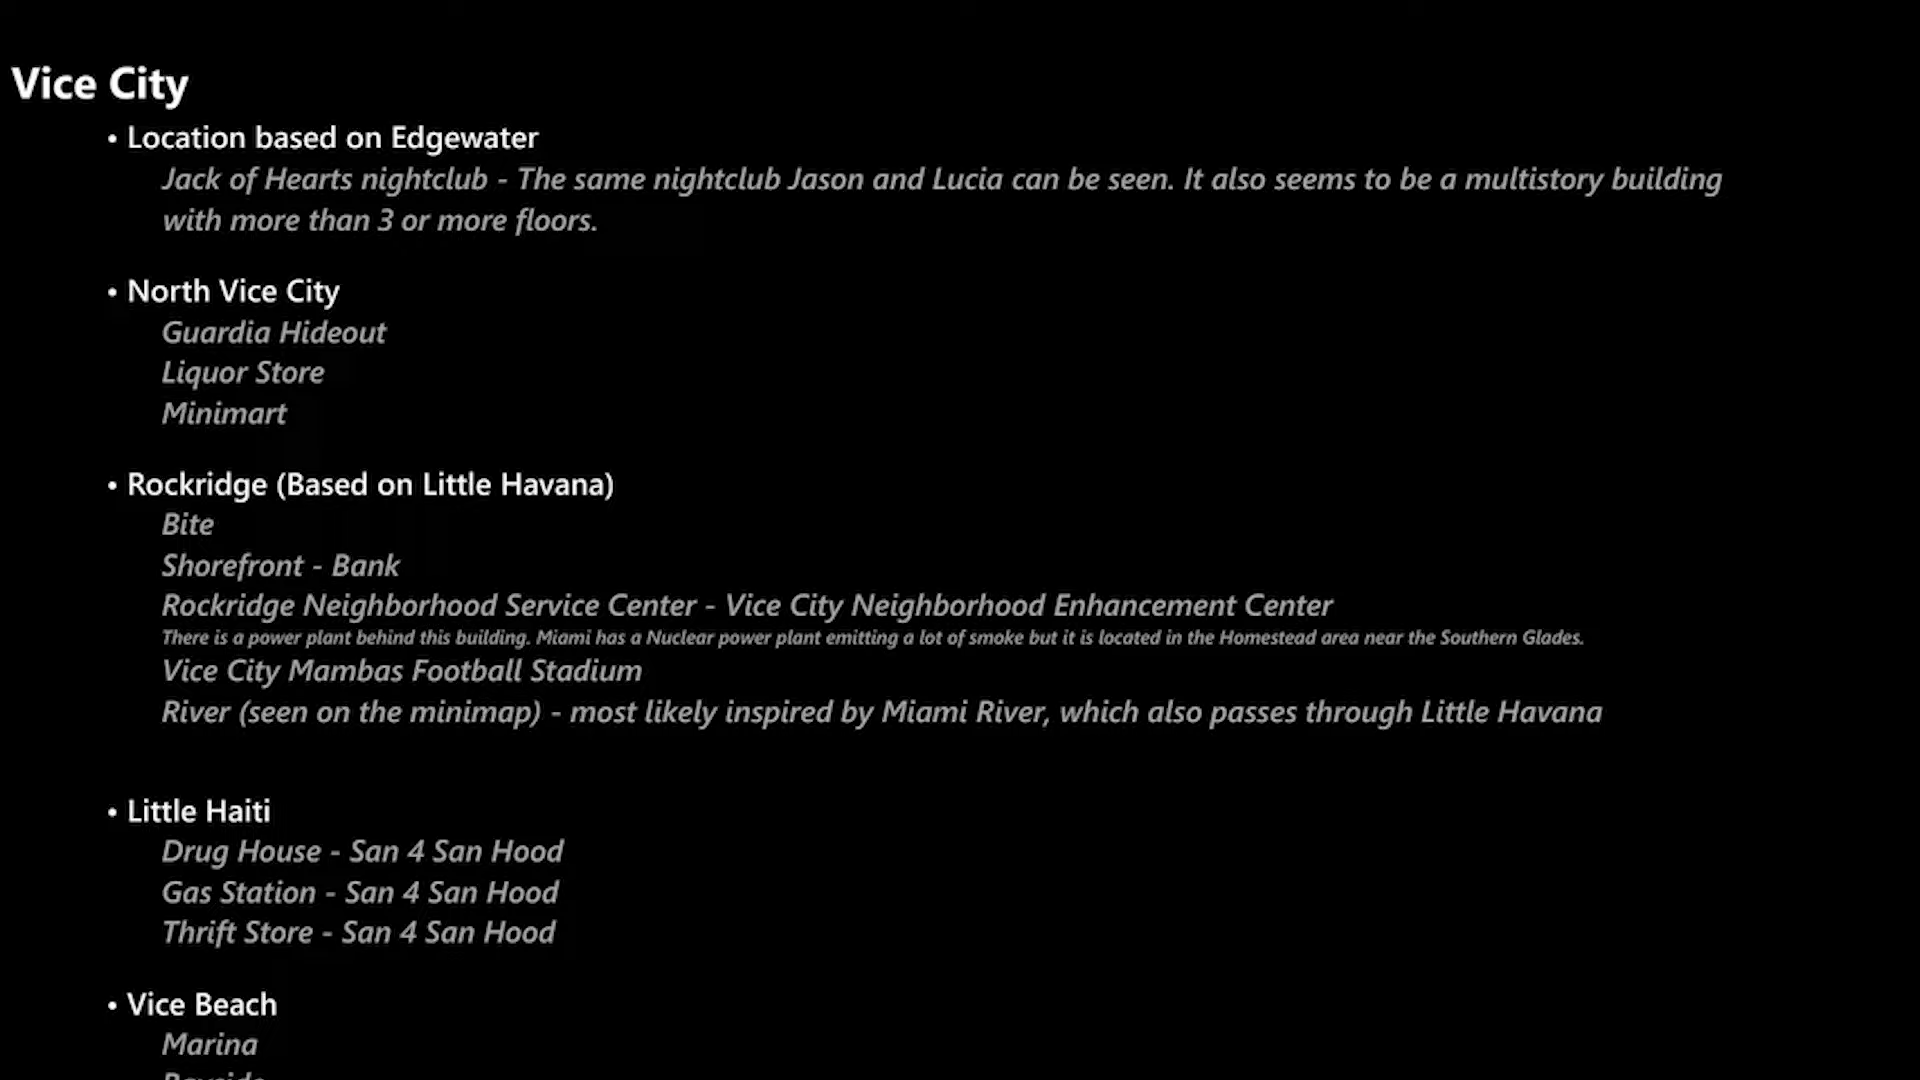 Vice City
• Location based on Edgewater
Jack of Hearts nightclub - The same nightclub Jason and Lucia can be seen. It also seems to be a multistory building
with more than 3 or more floors.
• North Vice City
Guardia Hideout
Liquor Store
Minimart
• Rockridge (Based on Little Havana)
Bite
Shorefront - Bank
Rockridge Neighborhood Service Center - Vice City Neighborhood Enhancement Center
There is a power plant behind this building. Miami has a Nuclear power plant emitting a lot of smoke but it is located in the Homestead area near the Southern Glades.
Vice City Mambas Football Stadium
River (seen on the minimap) - most likely inspired by Miami River, which also passes through Little Havana
• Little Haiti
Drug House - San 4 San Hood
Gas Station - San 4 San Hood
Thrift Store - San 4 San Hood
• Vice Beach
Marina